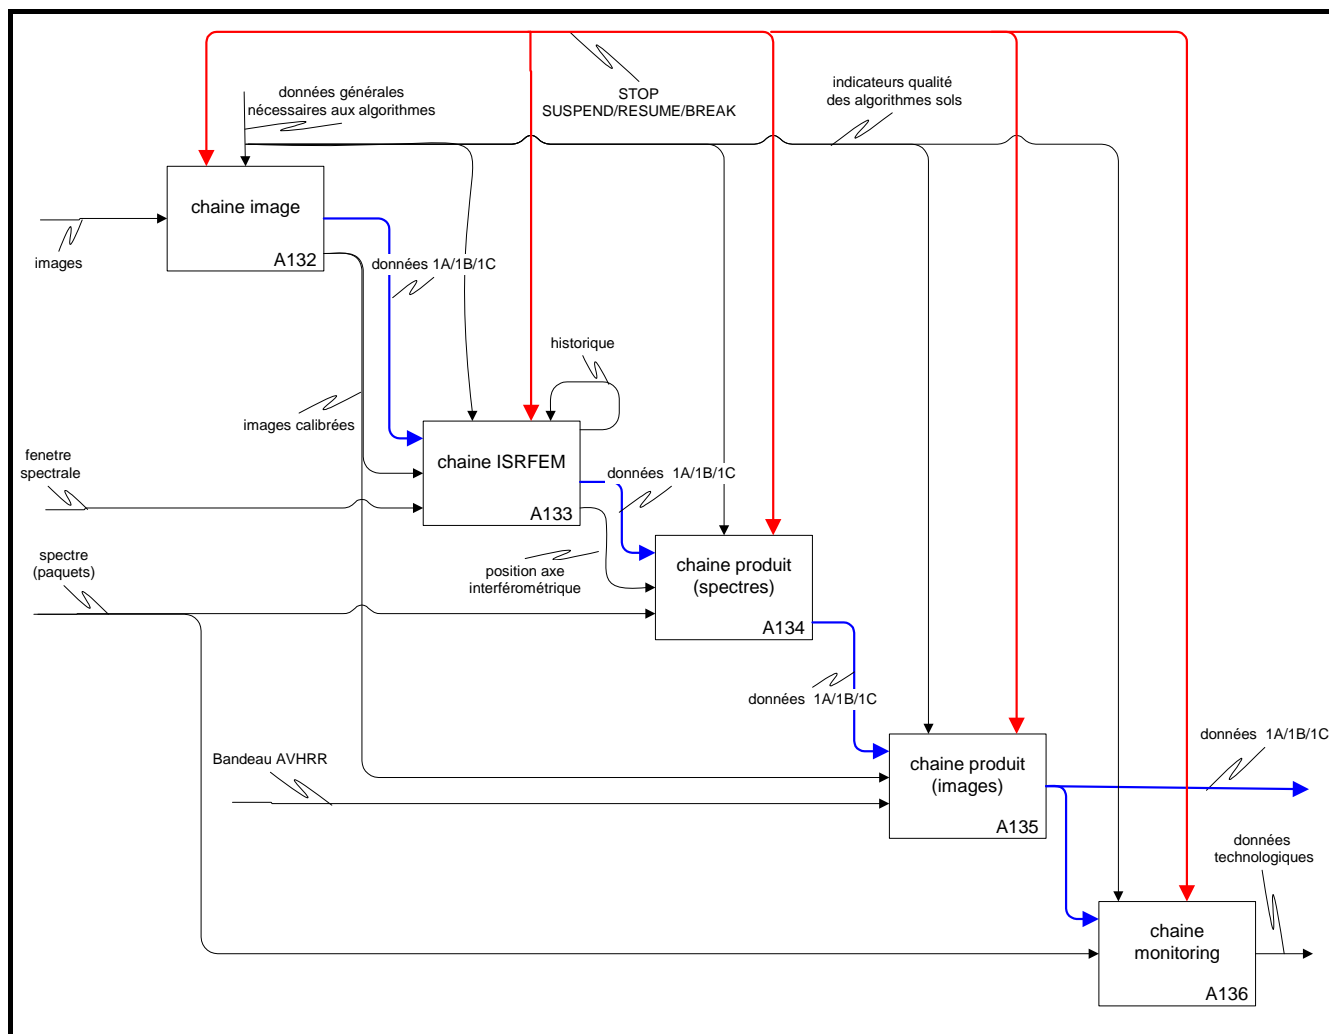 données générales
nécessaires aux algorithmes
STOP
SUSPEND/RESUME/BREAK
indicateurs qualité
des algorithmes sols
chaine image
A132
images
données 1A/1B/1C
historique
images calibrées
chaine ISRFEM
A133
fenetre
spectrale
données 1A/1B/1C
spectre
(paquets)
position axe
interférométrique
chaine produit
(spectres)
A134
données 1A/1B/1C
Bandeau AVHRR
chaine produit
(images)
A135
données 1A/1B/1C
données
technologiques
chaine
monitoring
A136